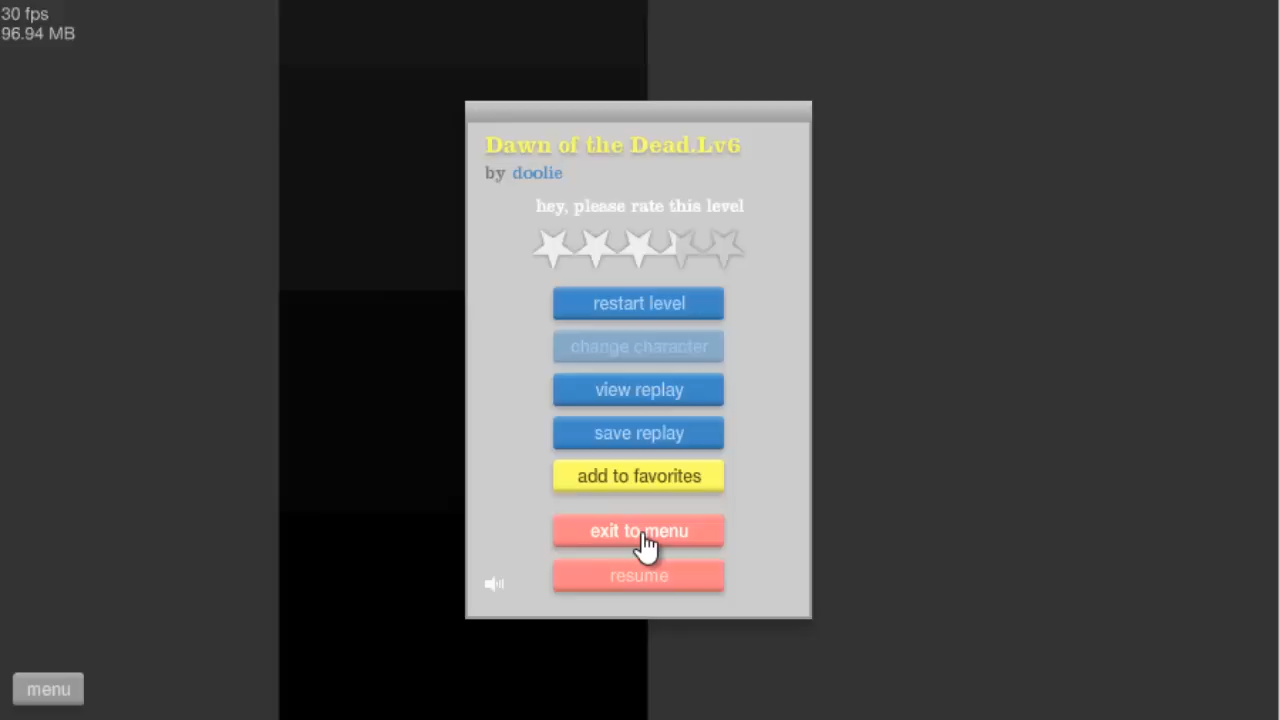 30 fps
96.94 MB
Dawn of the Dead.Lv6
by doolie
hey, please rate this level
restart level
change character
view replay
save replay
add to favorites
exit to menu
resume
menu